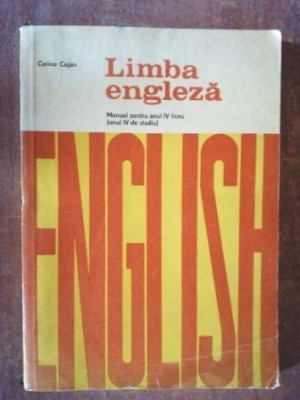 Corina Cojan
Limba
engleză
Manual pentru anul IV liceu
(anul IV de studiu)
ENGLISH